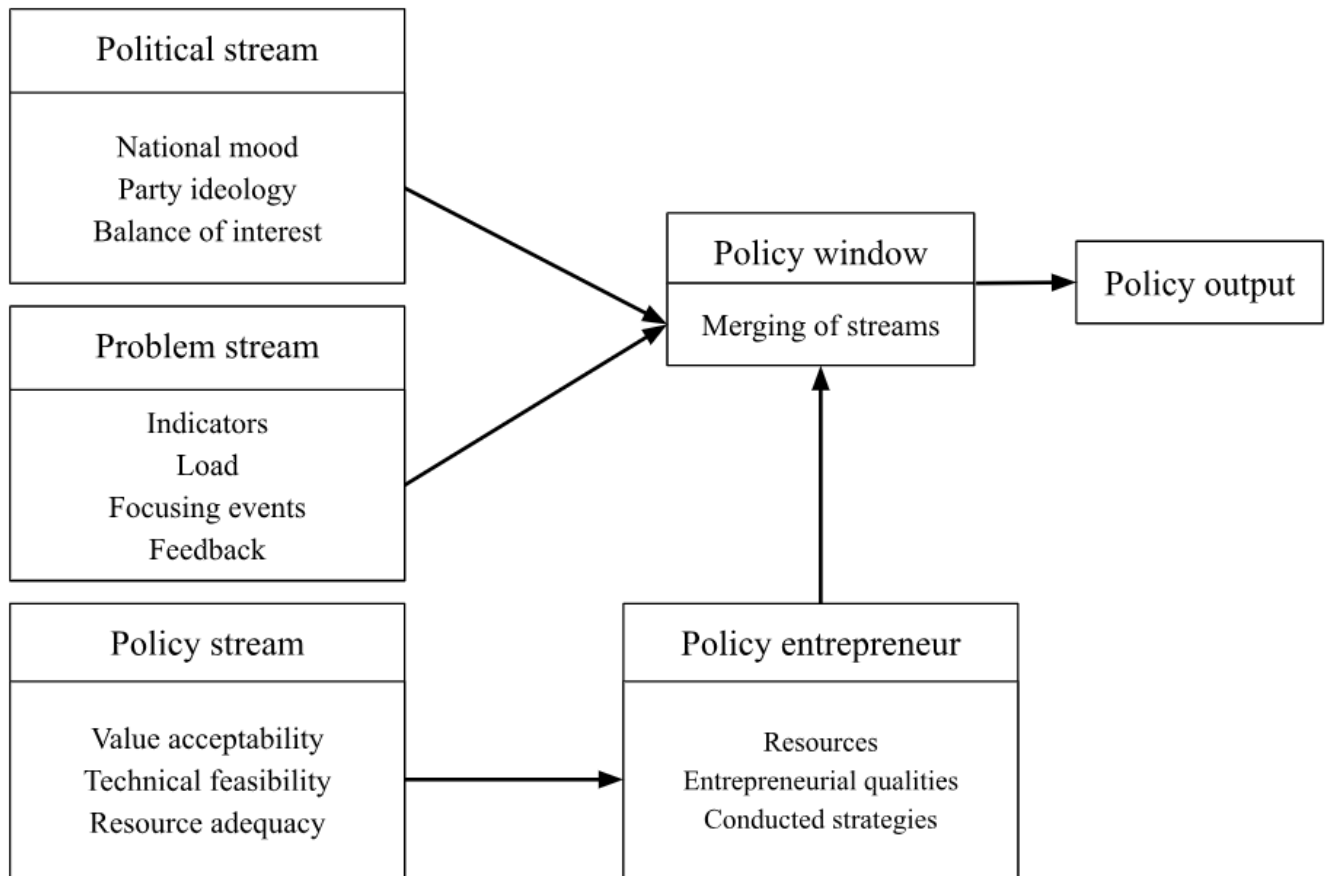 Political stream
National mood
Party ideology
Balance of interest
Problem stream
Indicators
Load
Focusing events
Feedback
Policy stream
Value acceptability
Technical feasibility
Resource adequacy
Policy entrepreneur
Resources
Entrepreneurial qualities
Conducted strategies
Policy window
Merging of streams
Policy output